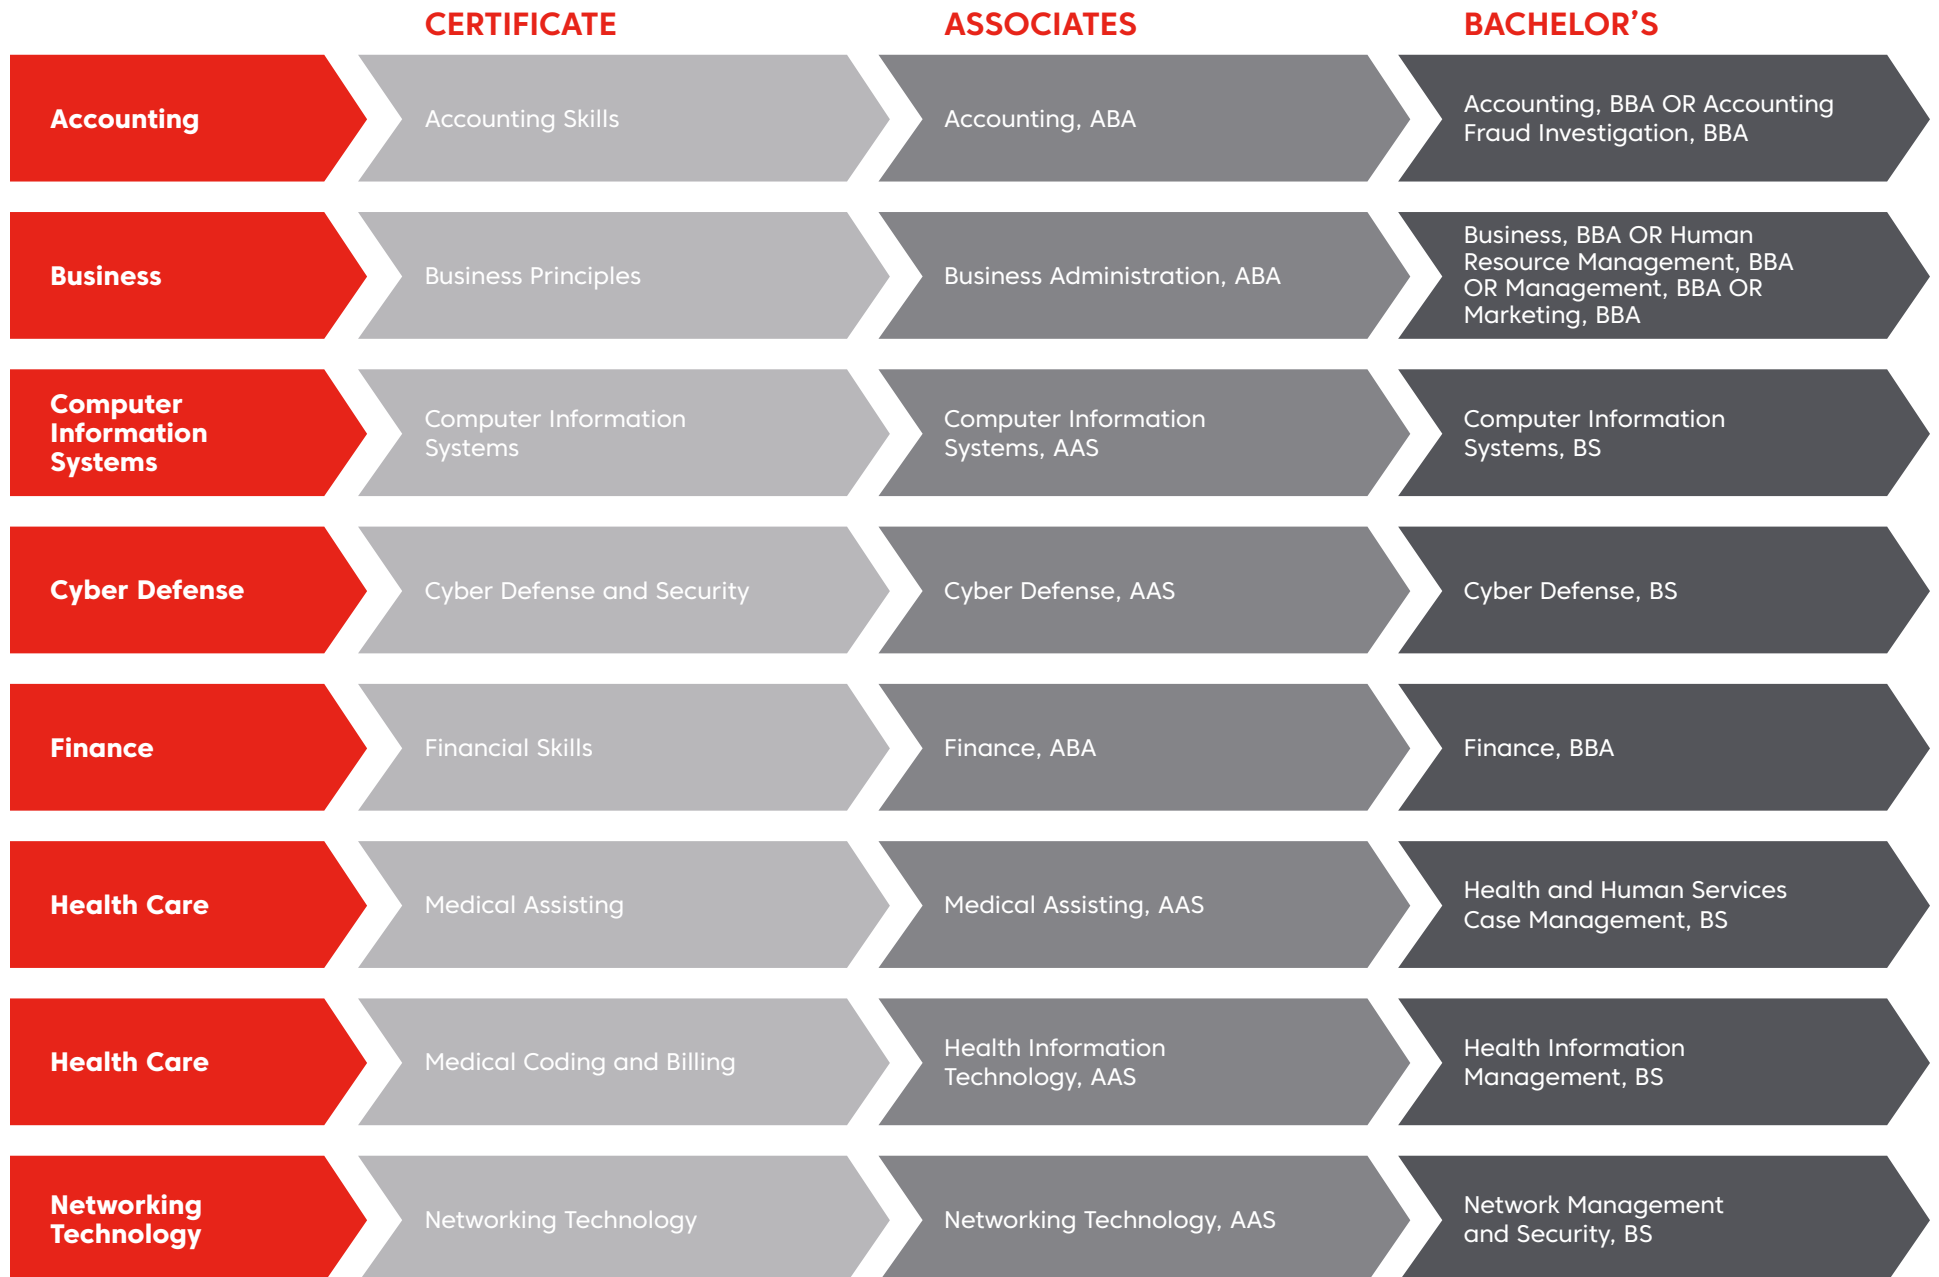 CERTIFICATE
ASSOCIATES
BACHELOR’S
Accounting
Accounting Skills
Accounting, ABA
Accounting, BBA OR Accounting
Fraud Investigation, BBA
Business
Business Principles
Business Administration, ABA
Business, BBA OR Human
Resource Management, BBA
OR Management, BBA OR
Marketing, BBA
Computer
Information
Systems
Computer Information
Systems
Computer Information
Systems, AAS
Computer Information
Systems, BS
Cyber Defense
Cyber Defense and Security
Cyber Defense, AAS
Cyber Defense, BS
Finance
Financial Skills
Finance, ABA
Finance, BBA
Health Care
Medical Assisting
Medical Assisting, AAS
Health and Human Services
Case Management, BS
Health Care
Medical Coding and Billing
Health Information
Technology, AAS
Health Information
Management, BS
Networking
Technology
Networking Technology
Networking Technology, AAS
Network Management
and Security, BS